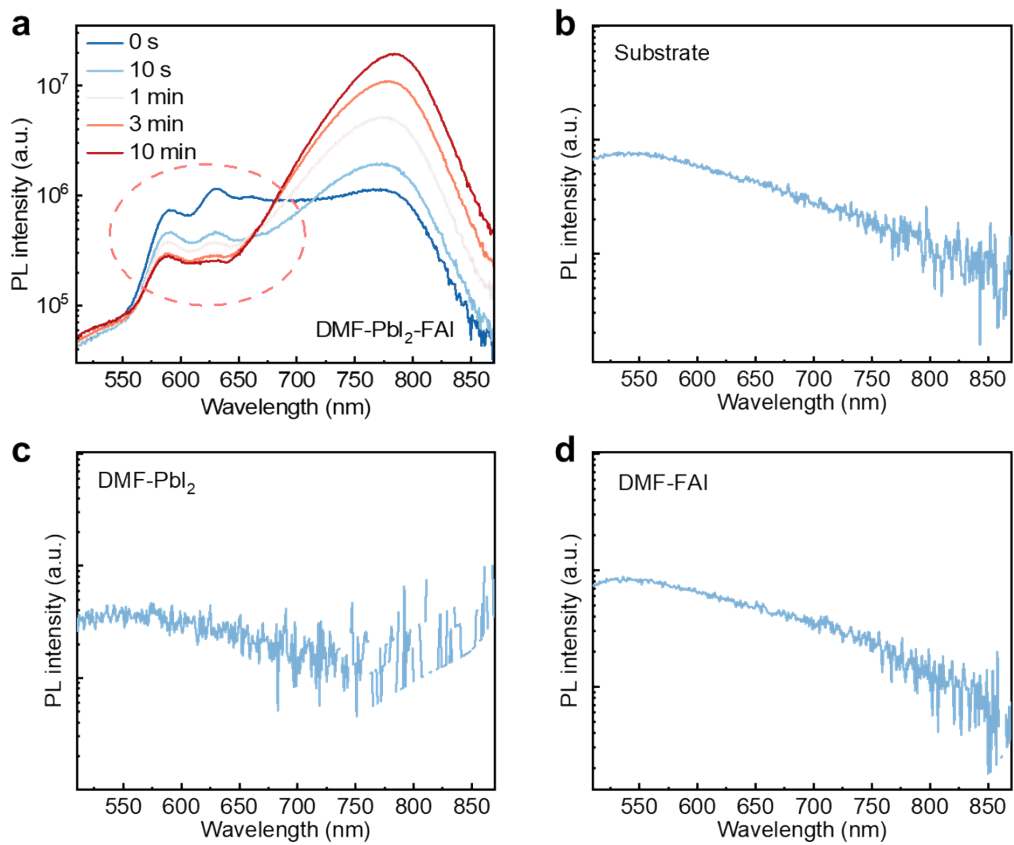 a
0 s
10 s
1 min
3 min
10 min
10⁷
10⁶
10⁵
PL intensity (a.u.)
DMF-PbI₂-FAI
550 600 650 700 750 800 850
Wavelength (nm)
b
Substrate
PL intensity (a.u.)
550 600 650 700 750 800 850
Wavelength (nm)
c
DMF-PbI₂
PL intensity (a.u.)
550 600 650 700 750 800 850
Wavelength (nm)
d
DMF-FAI
PL intensity (a.u.)
550 600 650 700 750 800 850
Wavelength (nm)